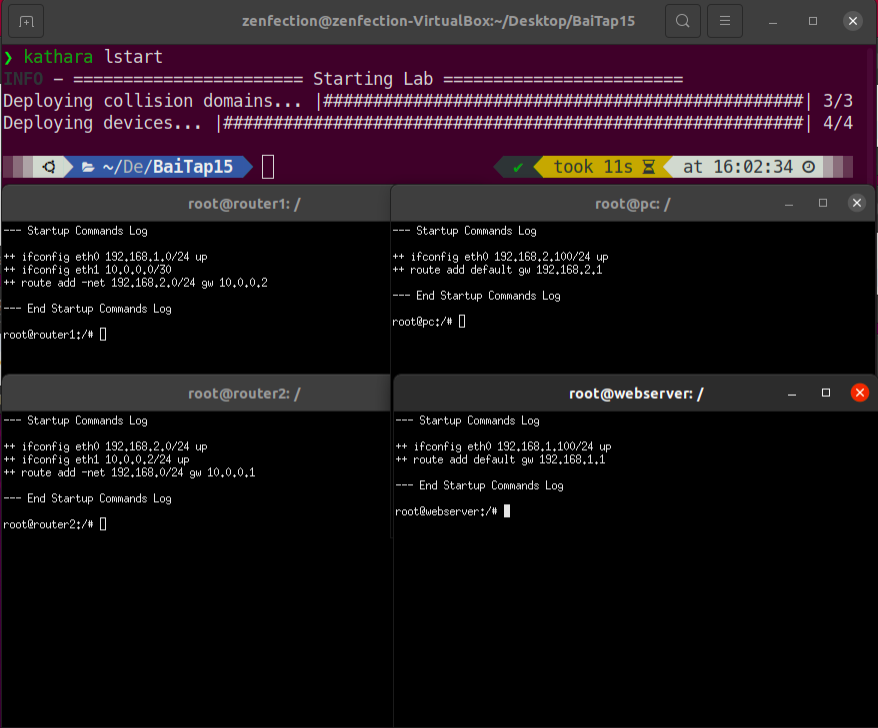 zenfection@zenfection-VirtualBox:~/Desktop/BaiTap15
❯ kathara lstart
INFO - ======================= Starting Lab ========================
Deploying collision domains... |################################################| 3/3
Deploying devices... |##########################################################| 4/4
~/De/BaiTap15 ✔ took 11s at 16:02:34
root@router1: /
--- Startup Commands Log
++ ifconfig eth0 192.168.1.0/24 up
++ ifconfig eth1 10.0.0.0/30
++ route add -net 192.168.2.0/24 gw 10.0.0.2
--- End Startup Commands Log
root@router1:/#
root@pc: /
--- Startup Commands Log
++ ifconfig eth0 192.168.2.100/24 up
++ route add default gw 192.168.2.1
--- End Startup Commands Log
root@pc:/#
root@router2: /
--- Startup Commands Log
++ ifconfig eth0 192.168.2.0/24 up
++ ifconfig eth1 10.0.0.2/24 up
++ route add -net 192.168.0/24 gw 10.0.0.1
--- End Startup Commands Log
root@router2:/#
root@webserver: /
--- Startup Commands Log
++ ifconfig eth0 192.168.1.100/24 up
++ route add default gw 192.168.1.1
--- End Startup Commands Log
root@webserver:/#